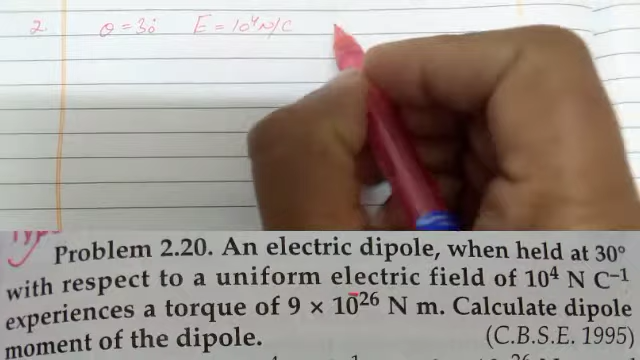 2. θ = 30° E = 10⁴ N/C
Typ
Problem 2.20. An electric dipole, when held at 30°
with respect to a uniform electric field of 10⁴ N C⁻¹
experiences a torque of 9 × 10⁻²⁶ N m. Calculate dipole
moment of the dipole. (C.B.S.E. 1995)